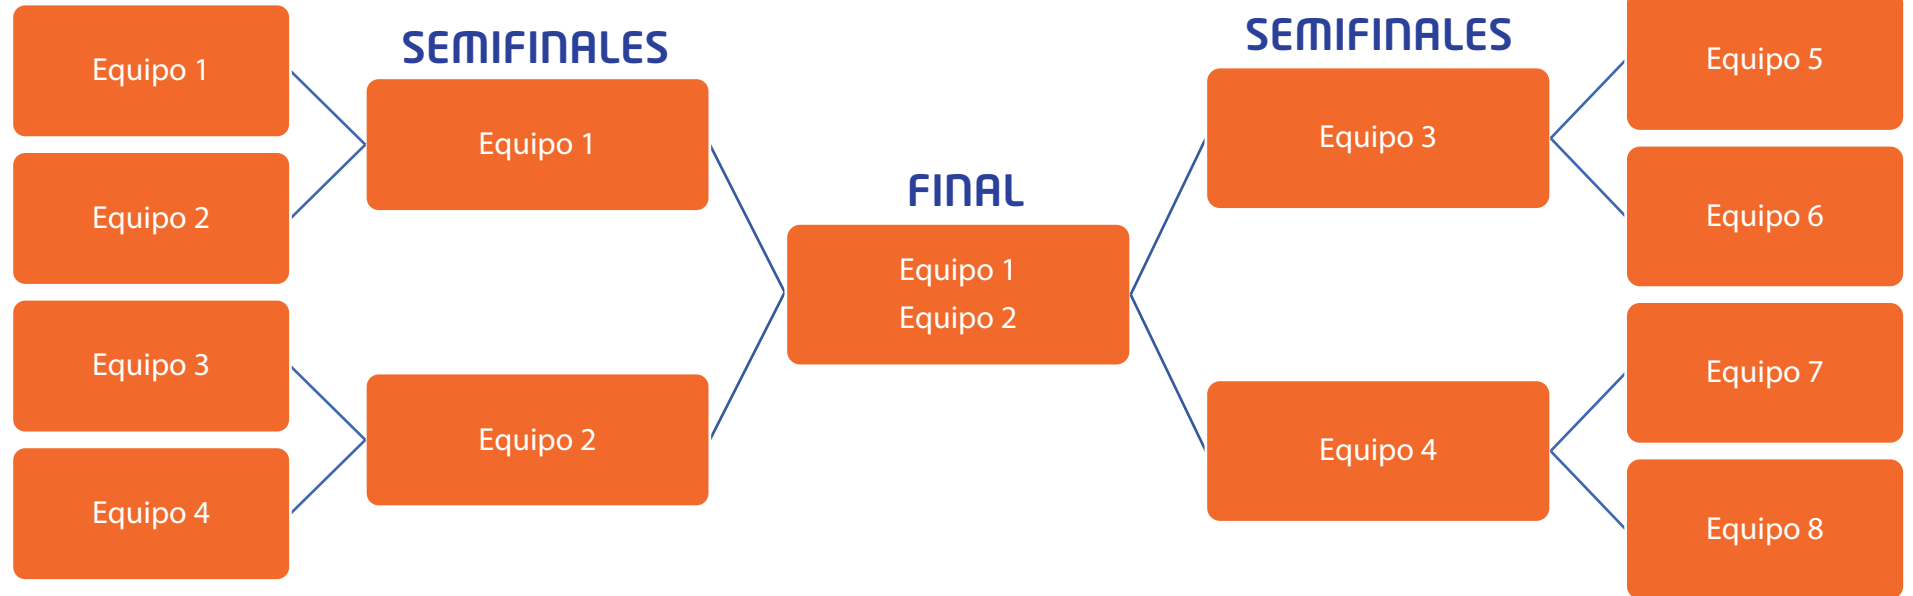 Equipo 1
Equipo 2
Equipo 3
Equipo 4
SEMIFINALES
Equipo 1
Equipo 2
FINAL
Equipo 1
Equipo 2
SEMIFINALES
Equipo 3
Equipo 4
Equipo 5
Equipo 6
Equipo 7
Equipo 8